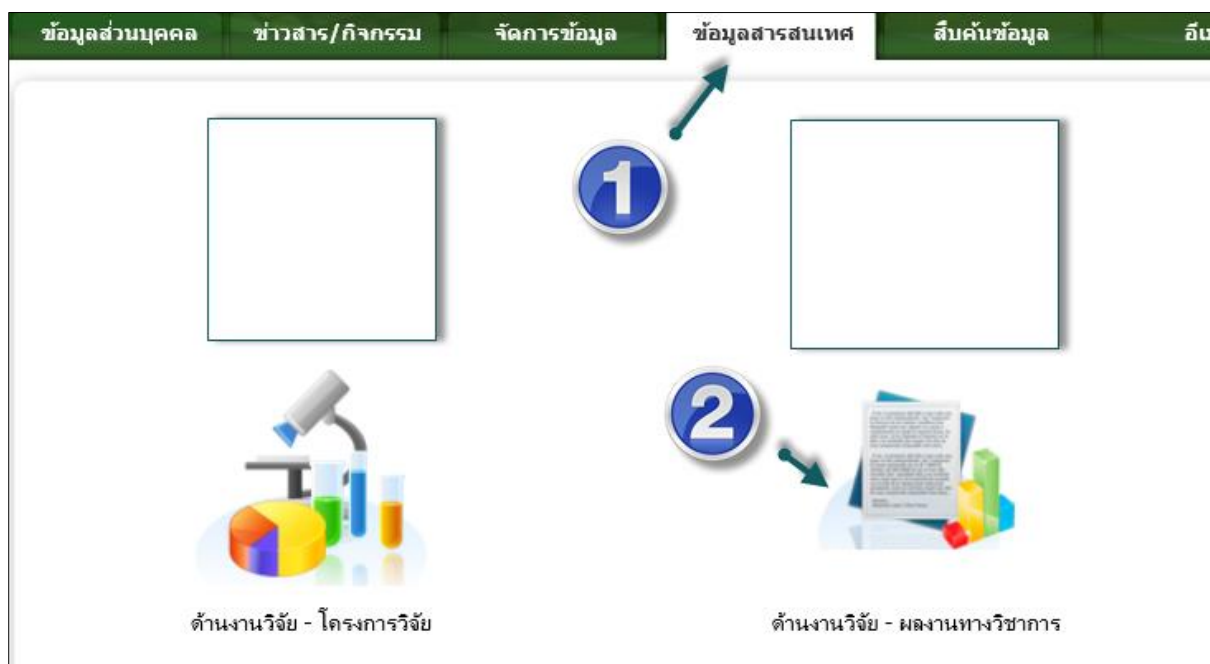 ข้อมูลส่วนบุคคล ข่าวสาร/กิจกรรม จัดการข้อมูล ข้อมูลสารสนเทศ สืบค้นข้อมูล
1
2
ด้านงานวิจัย - โครงการวิจัย ด้านงานวิจัย - ผลงานทางวิชาการ